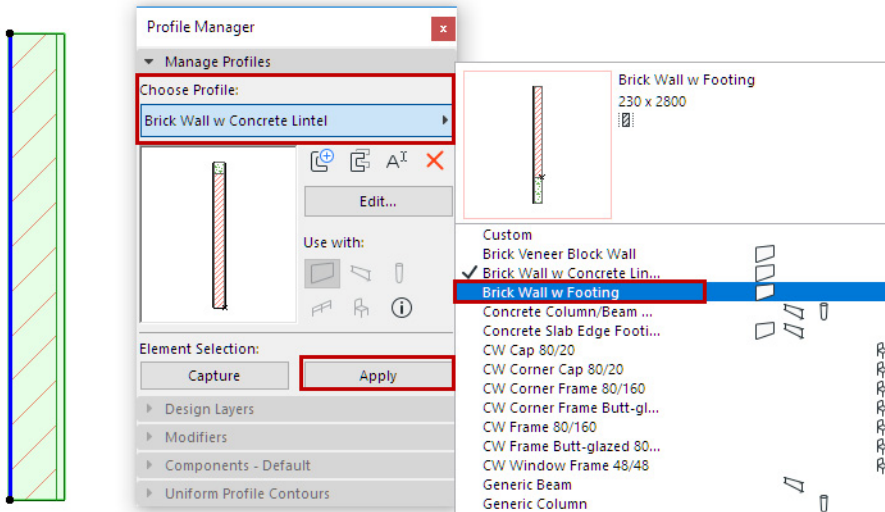 Profile Manager
x
Manage Profiles
Choose Profile:
Brick Wall w Concrete Lintel
Edit...
Use with:
Element Selection:
Capture
Apply
Design Layers
Modifiers
Components - Default
Uniform Profile Contours
Brick Wall w Footing
230 x 2800
Custom
Brick Veneer Block Wall
Brick Wall w Concrete Lin...
Brick Wall w Footing
Concrete Column/Beam ...
Concrete Slab Edge Footi...
CW Cap 80/20
CW Corner Cap 80/20
CW Corner Frame 80/160
CW Corner Frame Butt-gl...
CW Frame 80/160
CW Frame Butt-glazed 80...
CW Window Frame 48/48
Generic Beam
Generic Column